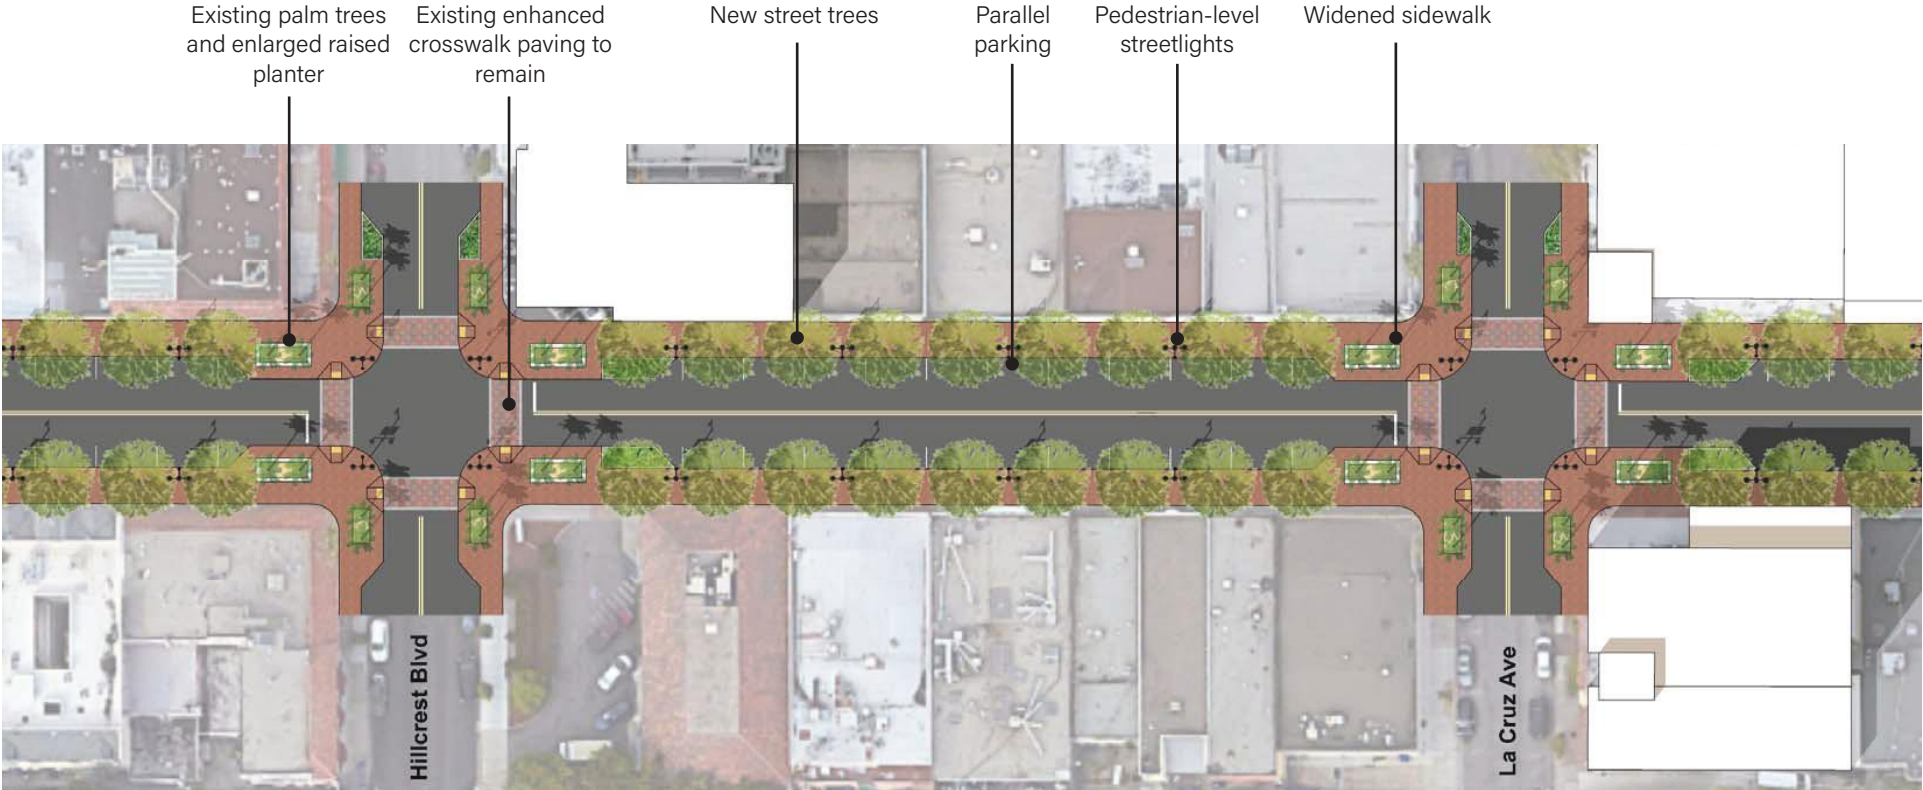 Existing palm trees
and enlarged raised
planter
Existing enhanced
crosswalk paving to
remain
New street trees
Parallel
parking
Pedestrian-level
streetlights
Widened sidewalk
Hillcrest Blvd
La Cruz Ave